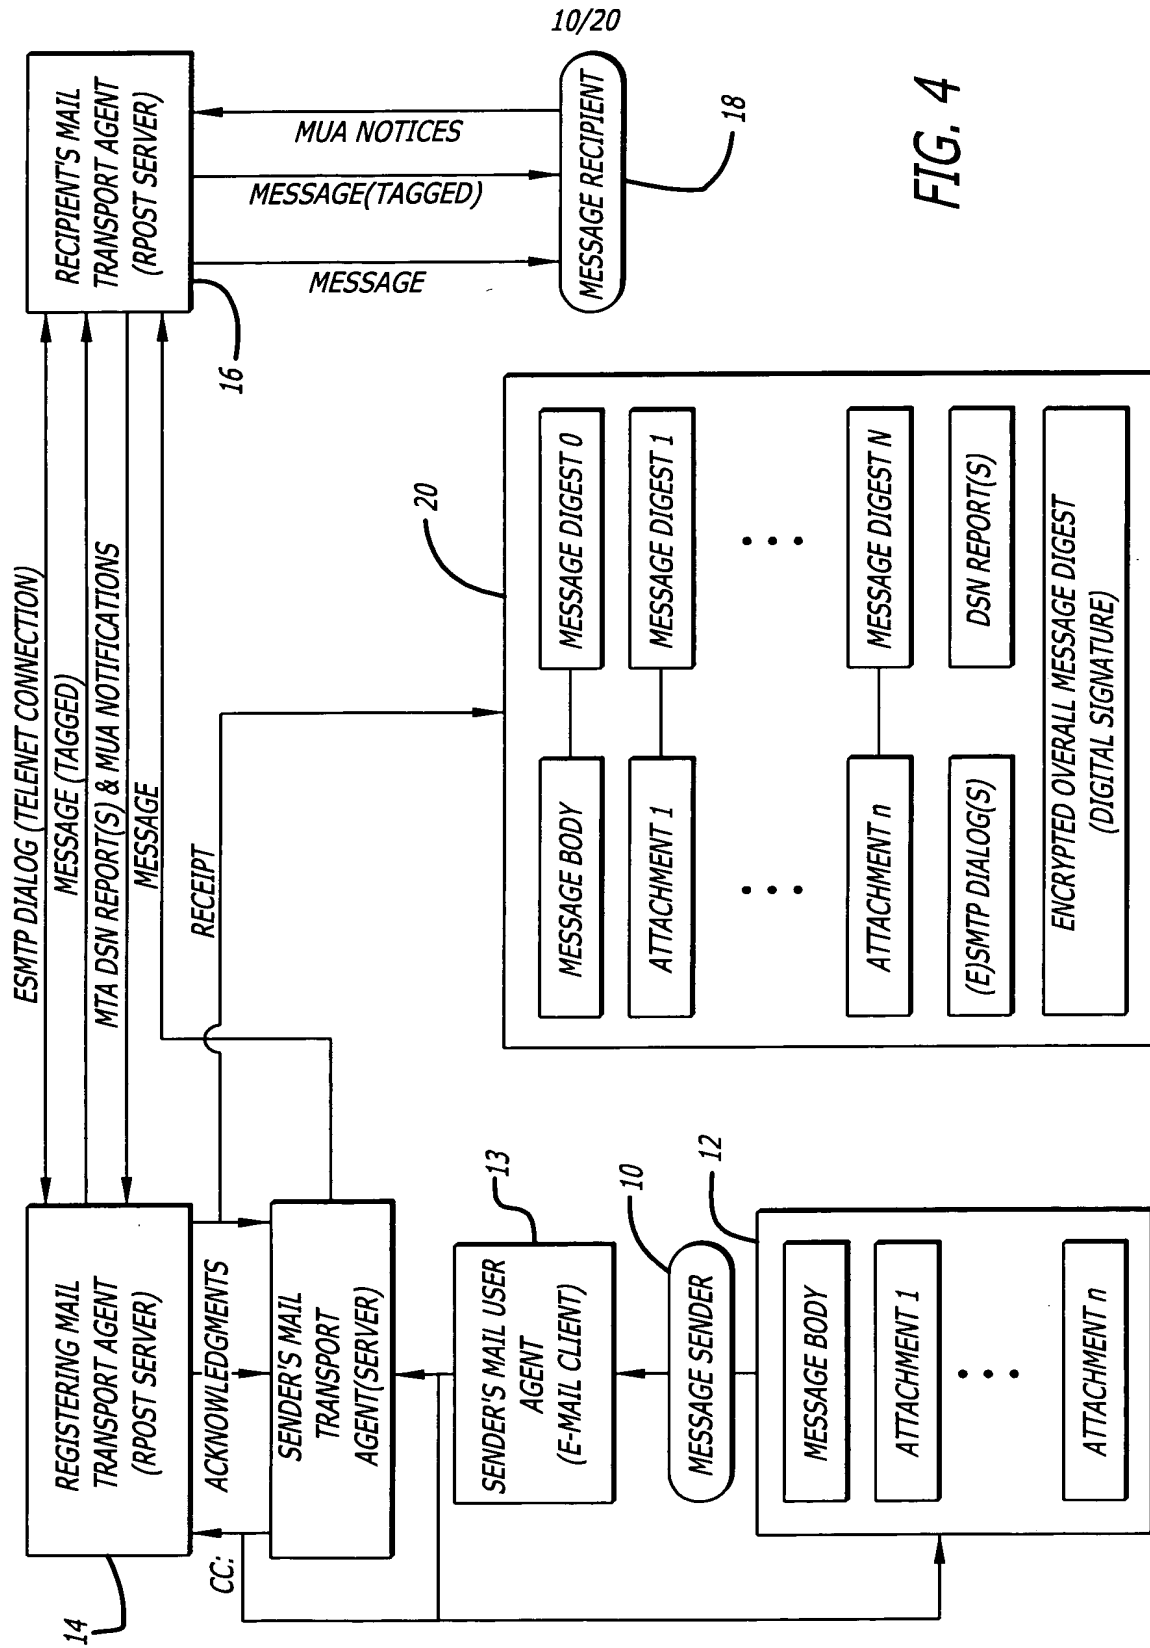 10/20
14
REGISTERING MAIL
TRANSPORT AGENT
(RPOST SERVER)
ESMTP DIALOG (TELENET CONNECTION)
MESSAGE (TAGGED)
MTA DSN REPORT(S) & MUA NOTIFICATIONS
MESSAGE
RECIPIENT'S MAIL
TRANSPORT AGENT
(RPOST SERVER)
16
CC:
ACKNOWLEDGMENTS
RECEIPT
SENDER'S MAIL
TRANSPORT
AGENT(SERVER)
MUA NOTICES
MESSAGE(TAGGED)
MESSAGE
SENDER'S MAIL USER
AGENT
(E-MAIL CLIENT)
13
MESSAGE SENDER
10
MESSAGE RECIPIENT
18
12
MESSAGE BODY
ATTACHMENT 1
• • •
ATTACHMENT n
20
MESSAGE BODY
MESSAGE DIGEST 0
ATTACHMENT 1
MESSAGE DIGEST 1
• • •
• • •
ATTACHMENT n
MESSAGE DIGEST N
(E)SMTP DIALOG(S)
DSN REPORT(S)
ENCRYPTED OVERALL MESSAGE DIGEST
(DIGITAL SIGNATURE)
FIG. 4